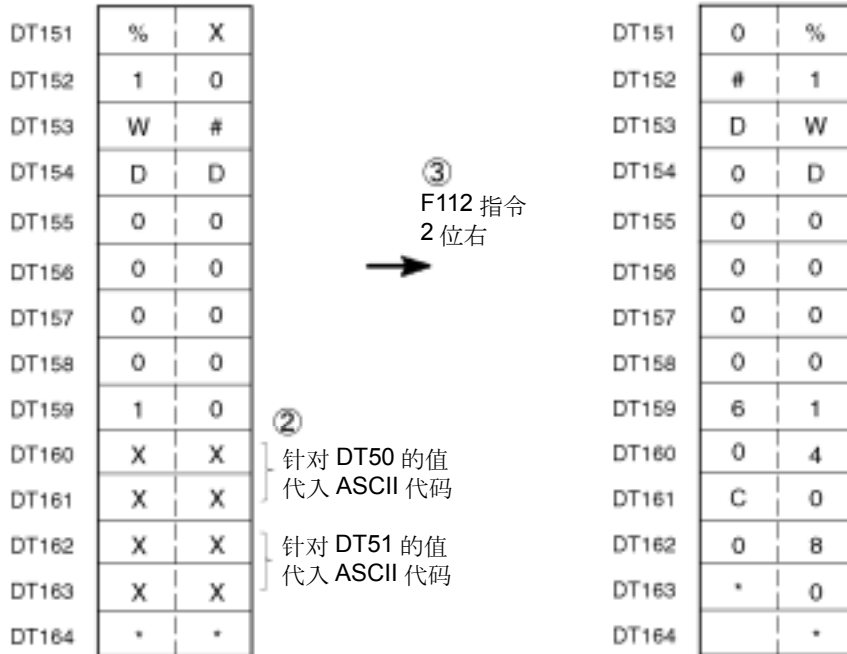 DT151 % X
DT152 1 0
DT153 W #
DT154 D D
DT155 0 0
DT156 0 0
DT157 0 0
DT158 0 0
DT159 1 0
DT160 X X
DT161 X X
DT162 X X
DT163 X X
DT164 * *
②
针对 DT50 的值
代入 ASCII 代码
针对 DT51 的值
代入 ASCII 代码
③
F112 指令
2 位右
DT151 0 %
DT152 # 1
DT153 D W
DT154 0 D
DT155 0 0
DT156 0 0
DT157 0 0
DT158 0 0
DT159 6 1
DT160 0 4
DT161 C 0
DT162 0 8
DT163 * 0
DT164 *